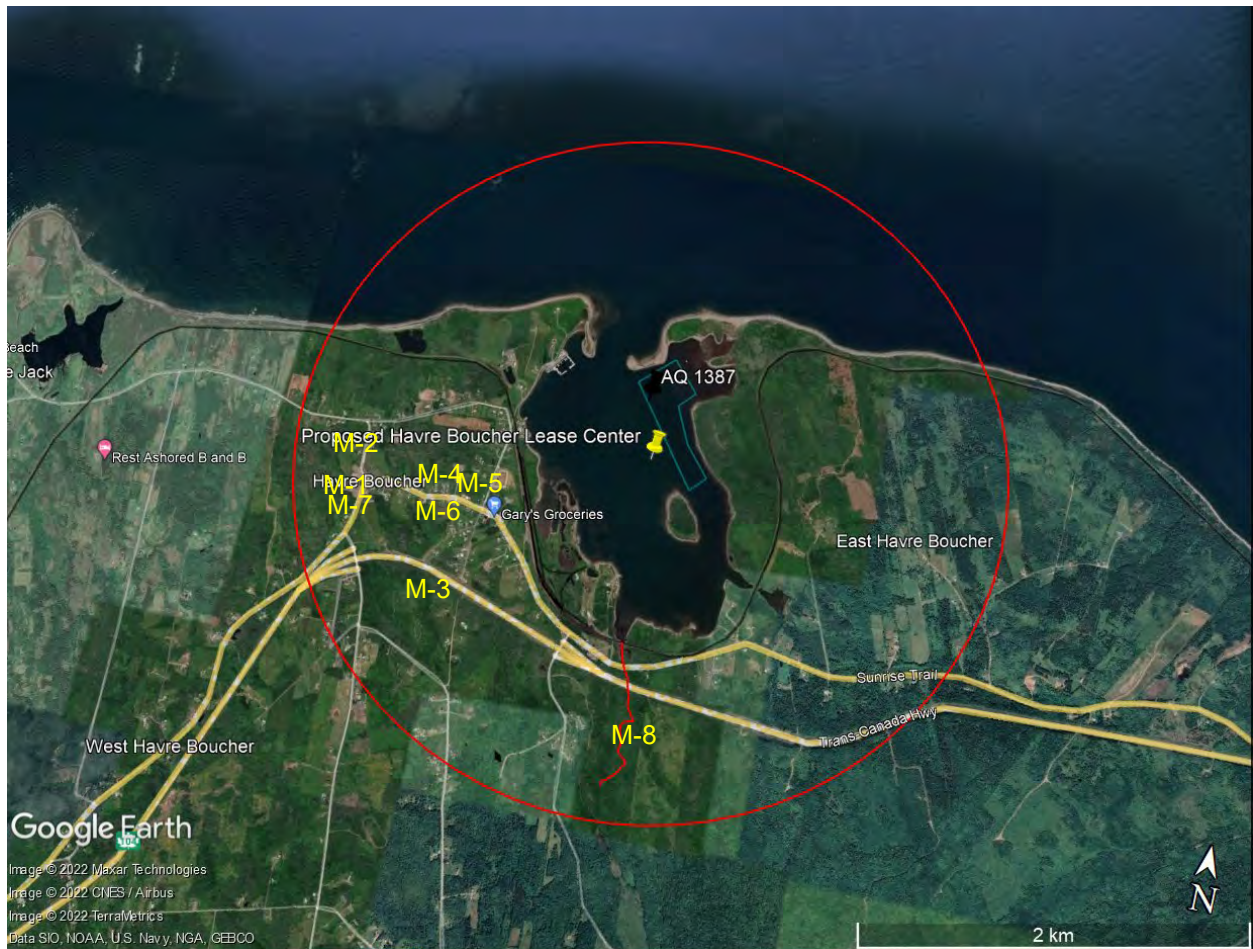 Beach
e Jack
AQ 1387
Proposed Havre Boucher Lease Center
M-2
Rest Ashored B and B
Havre Boucher
M-4
M-1
M-5
M-7
M-6
Gary's Groceries
East Havre Boucher
M-3
Sunrise Trail
M-8
Trans Canada Hwy
West Havre Boucher
Google Earth
104
Image © 2022 Maxar Technologies
Image © 2022 CNES / Airbus
Image © 2022 TerraMetrics
Data SIO, NOAA, U.S. Navy, NGA, GEBCO
N
2 km